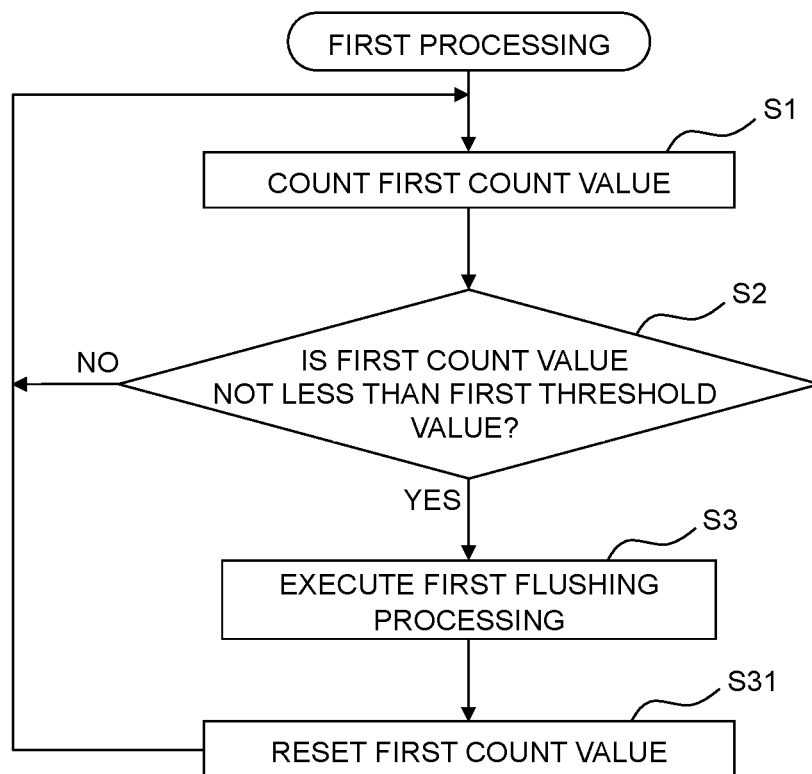 FIRST PROCESSING
S1
COUNT FIRST COUNT VALUE
S2
IS FIRST COUNT VALUE
NOT LESS THAN FIRST THRESHOLD
VALUE?
NO
YES
S3
EXECUTE FIRST FLUSHING
PROCESSING
S31
RESET FIRST COUNT VALUE